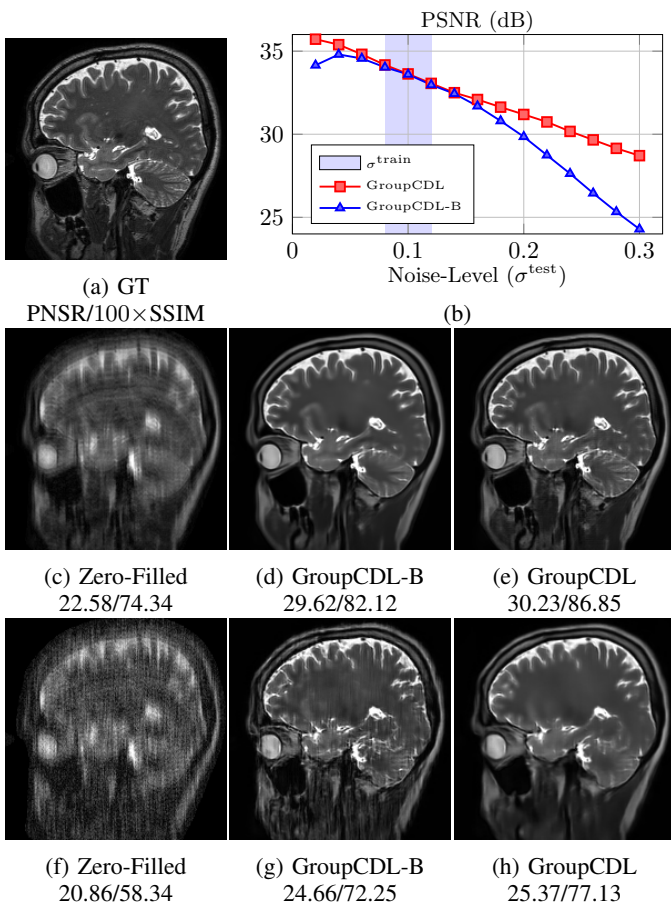 PSNR (dB)
35
30
25
σ^train
GroupCDL
GroupCDL-B
0
0.1
0.2
0.3
Noise-Level (σ^test)
(a) GT
PNSR/100×SSIM
(b)
(c) Zero-Filled
22.58/74.34
(d) GroupCDL-B
29.62/82.12
(e) GroupCDL
30.23/86.85
(f) Zero-Filled
20.86/58.34
(g) GroupCDL-B
24.66/72.25
(h) GroupCDL
25.37/77.13